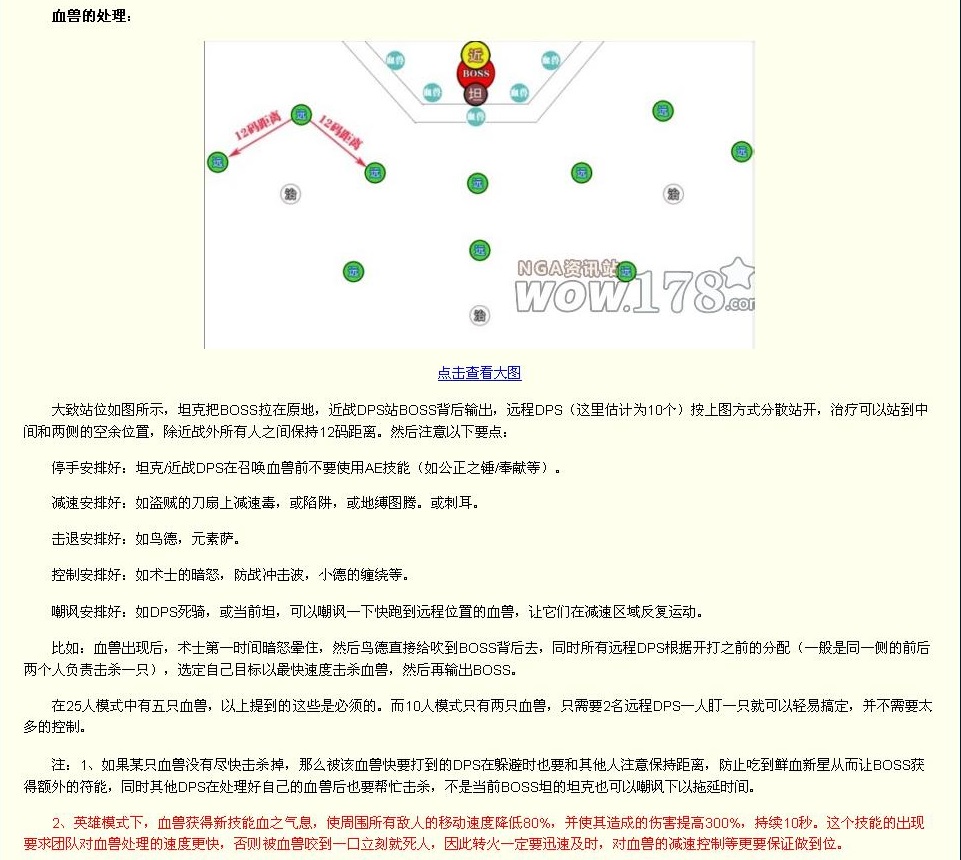 血兽的处理：
近
BOSS
坦
血兽
血兽
血兽
血兽
血兽
12码距离
12码距离
远
远
远
远
远
远
远
远
远
远
治
治
治
NGA资讯站
WOW.178.com
点击查看大图
大致站位如图所示，坦克把BOSS拉在原地，近战DPS站BOSS背后输出，远程DPS（这里估计为10个）按上图方式分散站开，治疗可以站到中
间和两侧的空余位置，除近战外所有人之间保持12码距离。然后注意以下要点：
停手安排好：坦克/近战DPS在召唤血兽前不要使用AE技能（如公正之锤/奉献等）。
减速安排好：如盗贼的刀扇上减速毒，或陷阱，或地缚图腾。或刺耳。
击退安排好：如鸟德，元素萨。
控制安排好：如术士的暗怒，防战冲击波，小德的缠绕等。
嘲讽安排好：如DPS死骑，或当前坦，可以嘲讽一下快跑到远程位置的血兽，让它们在减速区域反复运动。
比如：血兽出现后，术士第一时间暗怒晕住，然后鸟德直接给吹到BOSS背后去，同时所有远程DPS根据开打之前的分配（一般是同一侧的前后
两个人负责击杀一只），选定自己目标以最快速度击杀血兽，然后再输出BOSS。
在25人模式中有五只血兽，以上提到的这些是必须的。而10人模式只有两只血兽，只需要2名远程DPS一人盯一只就可以轻易搞定，并不需要太
多的控制。
注：1、如果某只血兽没有尽快击杀掉，那么被该血兽快要打到的DPS在躲避时也要和其他人注意保持距离，防止吃到鲜血新星从而让BOSS获
得额外的符能，同时其他DPS在处理好自己的血兽后也要帮忙击杀，不是当前BOSS坦的坦克也可以嘲讽下以拖延时间。
2、英雄模式下，血兽获得新技能血之气息，使周围所有敌人的移动速度降低80%，并使其造成的伤害提高300%，持续10秒。这个技能的出现
要求团队对血兽处理的速度更快，否则被血兽咬到一口立刻就死人，因此转火一定要迅速及时，对血兽的减速控制等更要保证做到位。